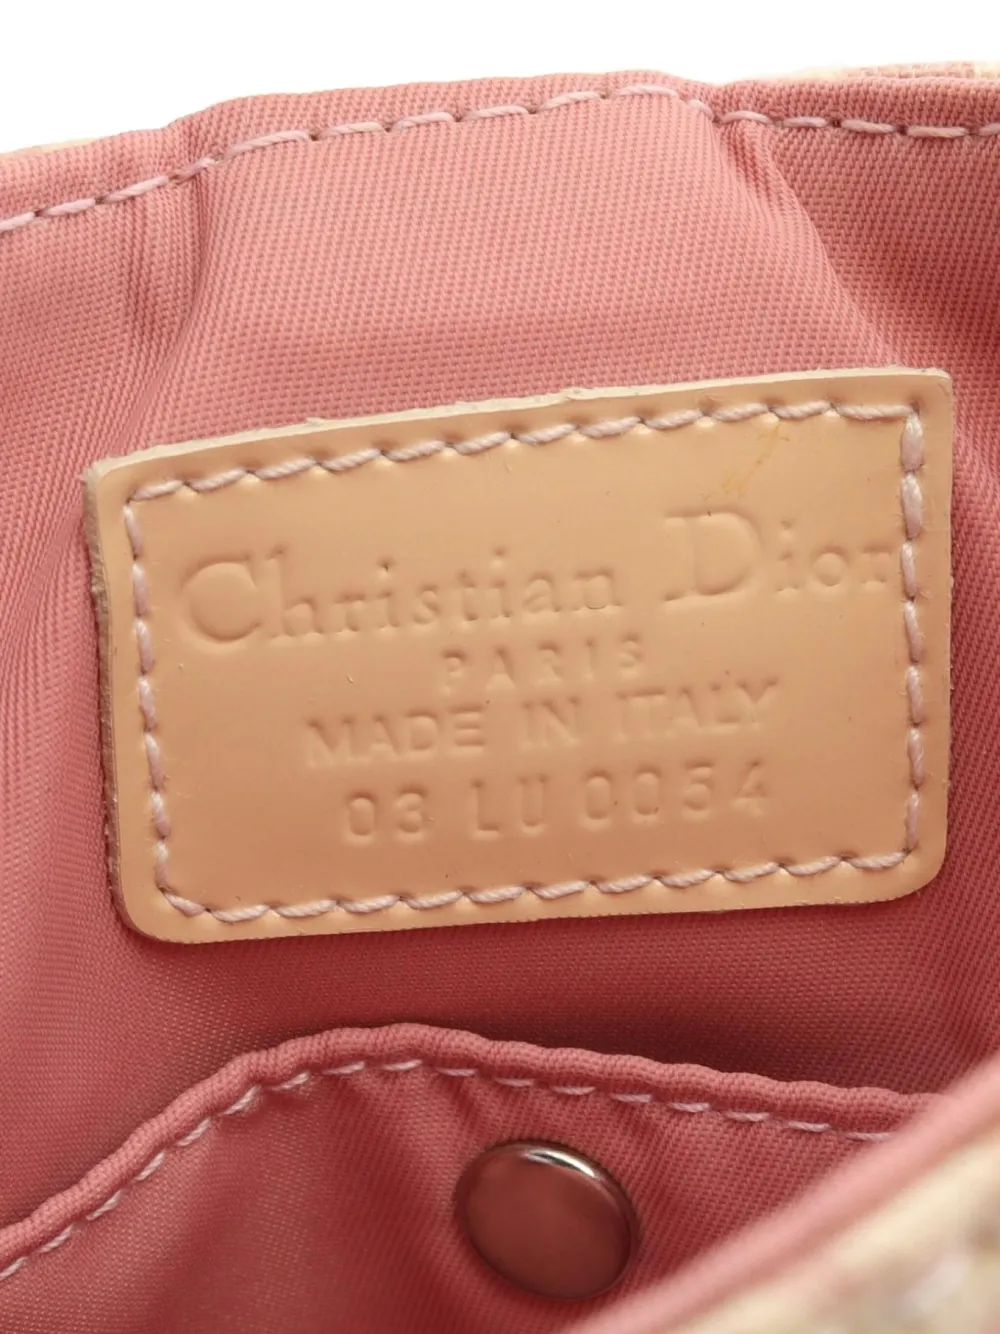 Christian Dior
PARIS
MADE IN ITALY
03 LU 0054